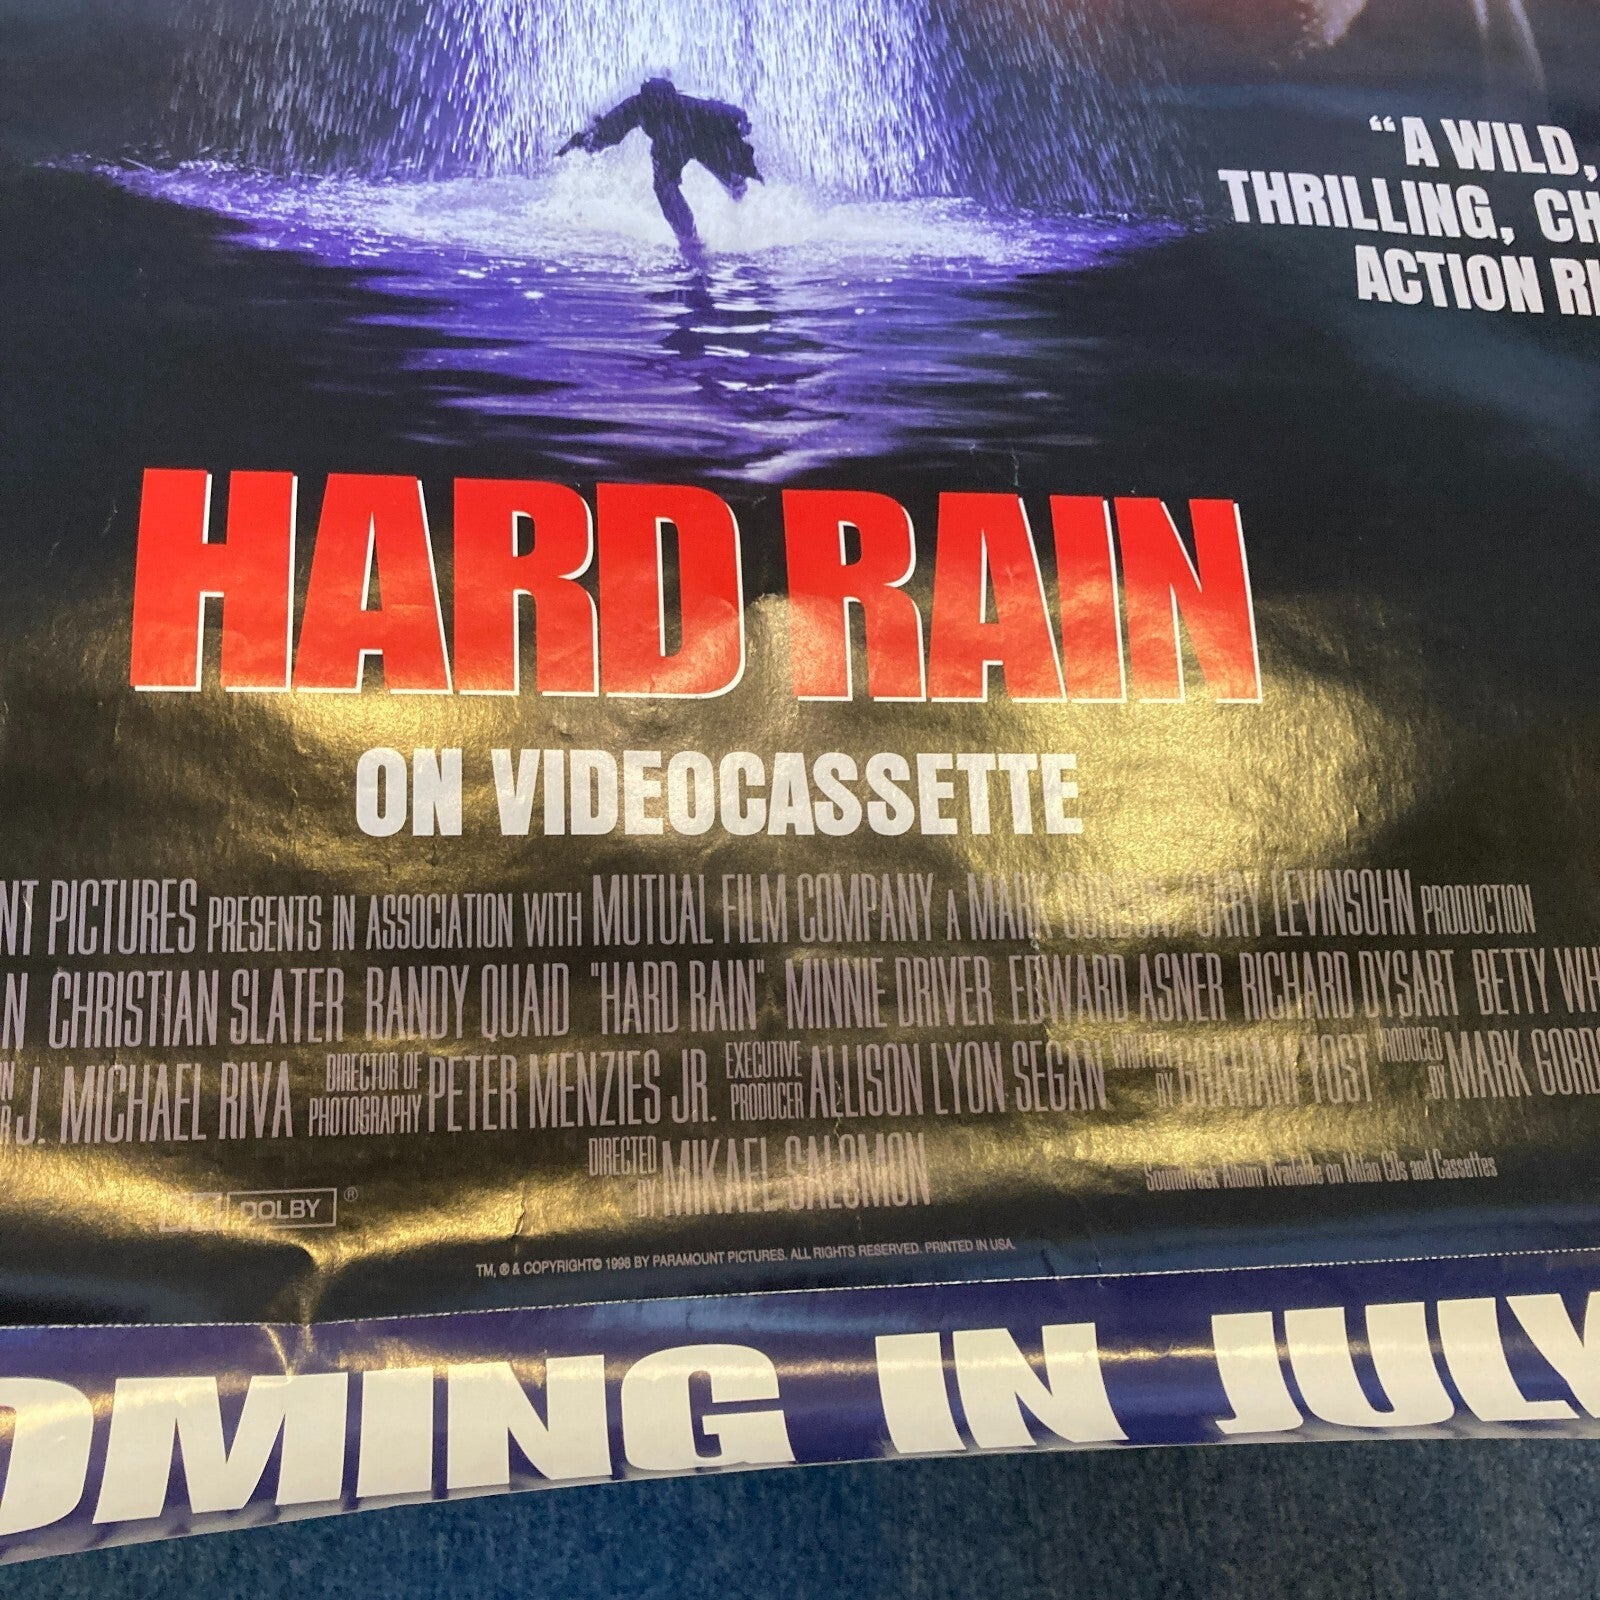 "A WILD,
THRILLING, CH
ACTION RI
HARD RAIN
ON VIDEOCASSETTE
NT PICTURES PRESENTS IN ASSOCIATION WITH MUTUAL FILM COMPANY A MARK GORDON/GARY LEVINSOHN PRODUCTION
N CHRISTIAN SLATER RANDY QUAID "HARD RAIN" MINNIE DRIVER EDWARD ASNER RICHARD DYSART BETTY WH
J. MICHAEL RIVA DIRECTOR OF PHOTOGRAPHY PETER MENZIES JR. EXECUTIVE PRODUCER ALLISON LYON SEGAN WRITTEN BY GRAHAM YOST PRODUCED BY MARK GORD
DIRECTED BY MIKAEL SALOMON
Soundtrack Album Available on Milan CDs and Cassettes
DOLBY ®
TM, ® & COPYRIGHT© 1998 BY PARAMOUNT PICTURES. ALL RIGHTS RESERVED. PRINTED IN USA.
OMING IN JULY